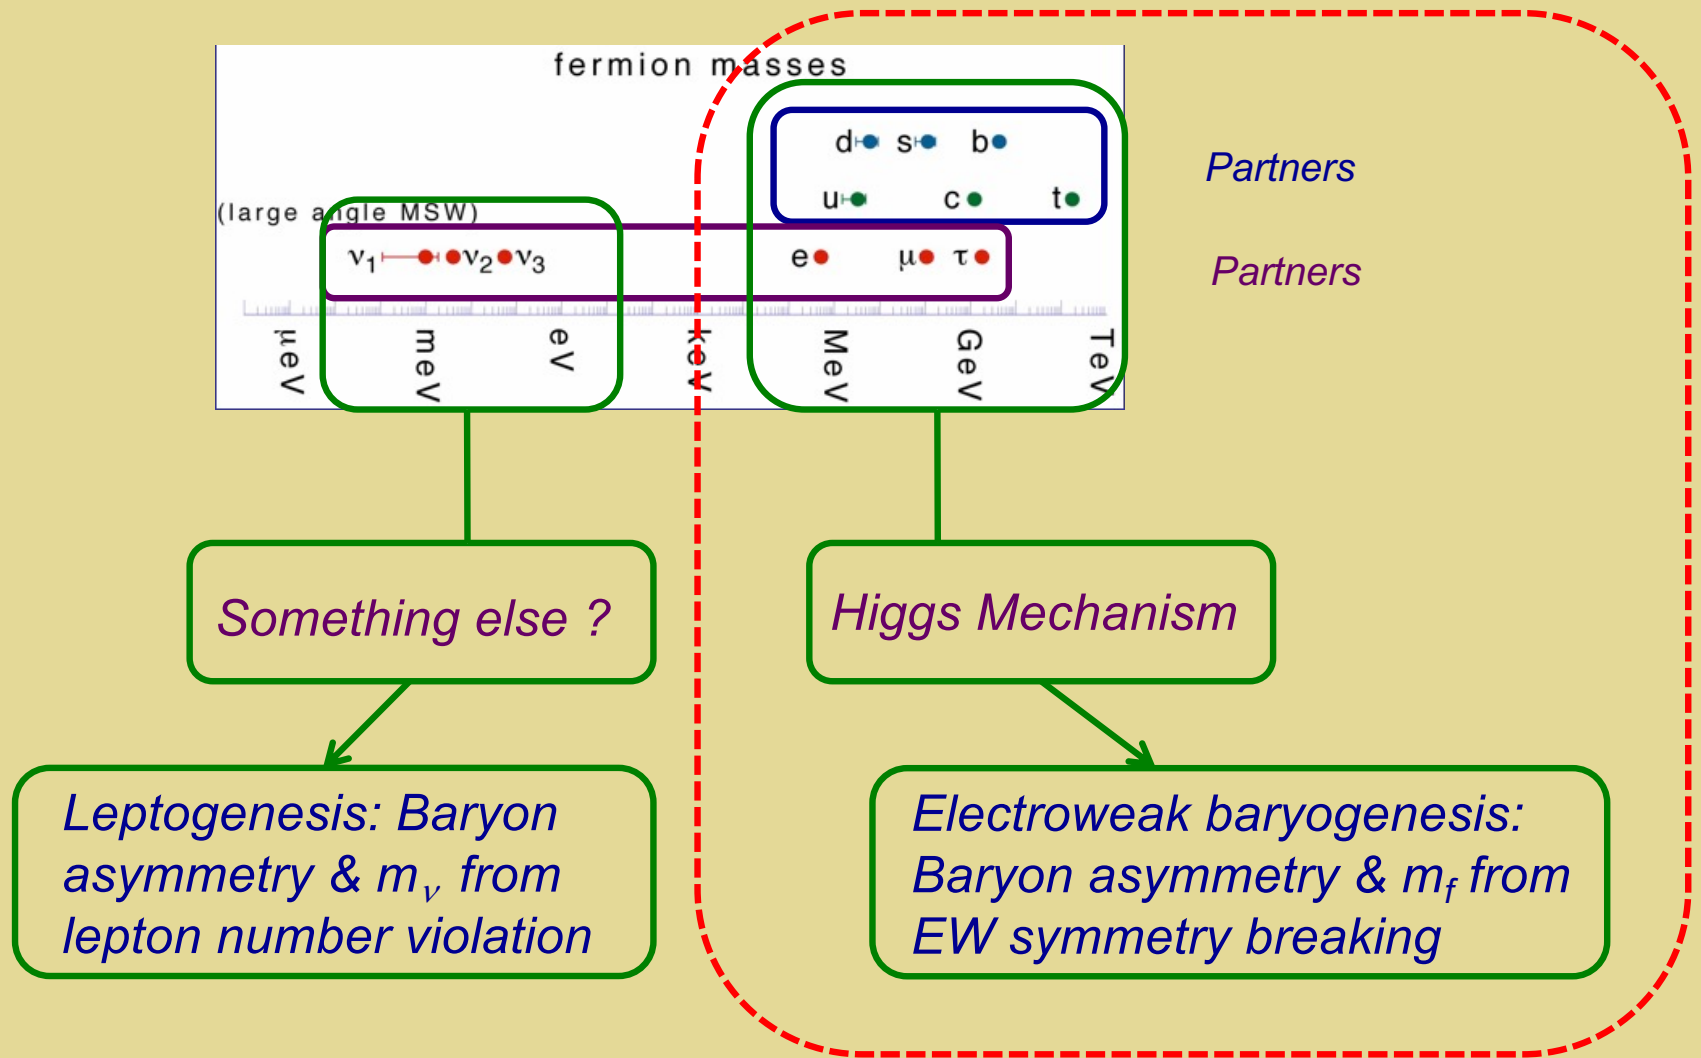 fermion masses
d s b
Partners
u c t
(large angle MSW)
ν₁ ν₂ ν₃ e μ τ
Partners
μeV meV eV keV MeV GeV TeV
Something else ?
Higgs Mechanism
Leptogenesis: Baryon
asymmetry & mν from
lepton number violation
Electroweak baryogenesis:
Baryon asymmetry & mf from
EW symmetry breaking